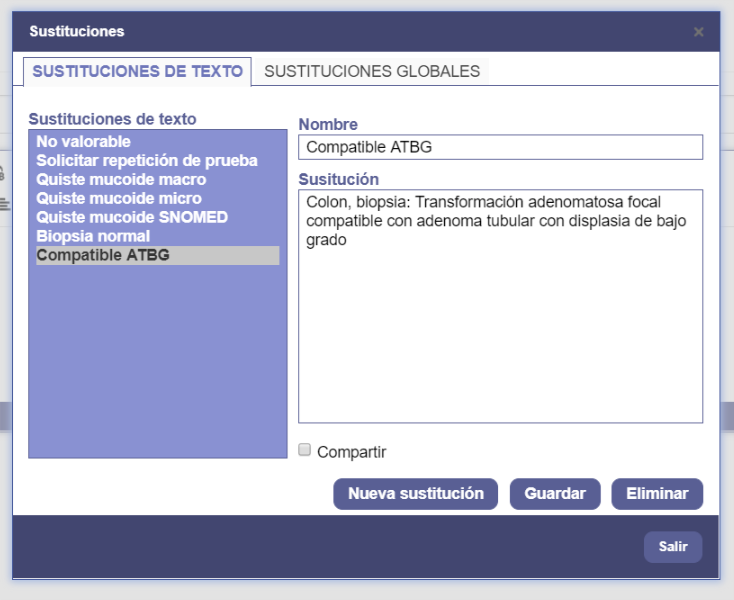 Sustituciones
SUSTITUCIONES DE TEXTO
SUSTITUCIONES GLOBALES
Sustituciones de texto
No valorable
Solicitar repetición de prueba
Quiste mucoide macro
Quiste mucoide micro
Quiste mucoide SNOMED
Biopsia normal
Compatible ATBG
Nombre
Compatible ATBG
Susitución
Colon, biopsia: Transformación adenomatosa focal
compatible con adenoma tubular con displasia de bajo
grado
Compartir
Nueva sustitución
Guardar
Eliminar
Salir